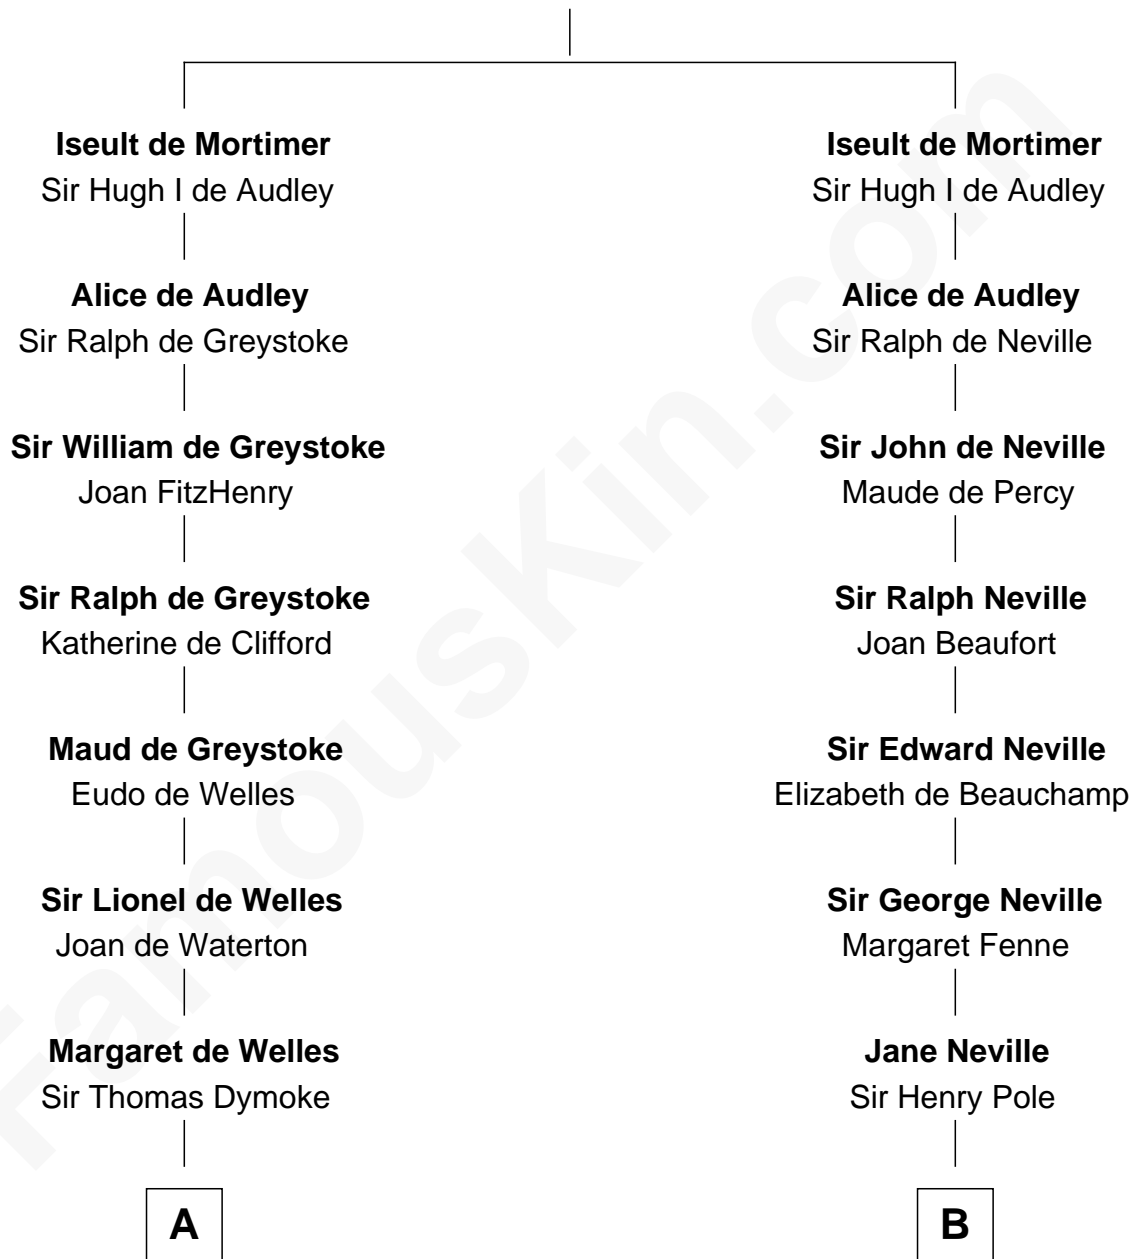 Iseult de Mortimer
Sir Hugh I de Audley
Alice de Audley
Sir Ralph de Greystoke
Sir William de Greystoke
Joan FitzHenry
Sir Ralph de Greystoke
Katherine de Clifford
Maud de Greystoke
Eudo de Welles
Sir Lionel de Welles
Joan de Waterton
Margaret de Welles
Sir Thomas Dymoke
A
Iseult de Mortimer
Sir Hugh I de Audley
Alice de Audley
Sir Ralph de Neville
Sir John de Neville
Maude de Percy
Sir Ralph Neville
Joan Beaufort
Sir Edward Neville
Elizabeth de Beauchamp
Sir George Neville
Margaret Fenne
Jane Neville
Sir Henry Pole
B
FamousKin.com